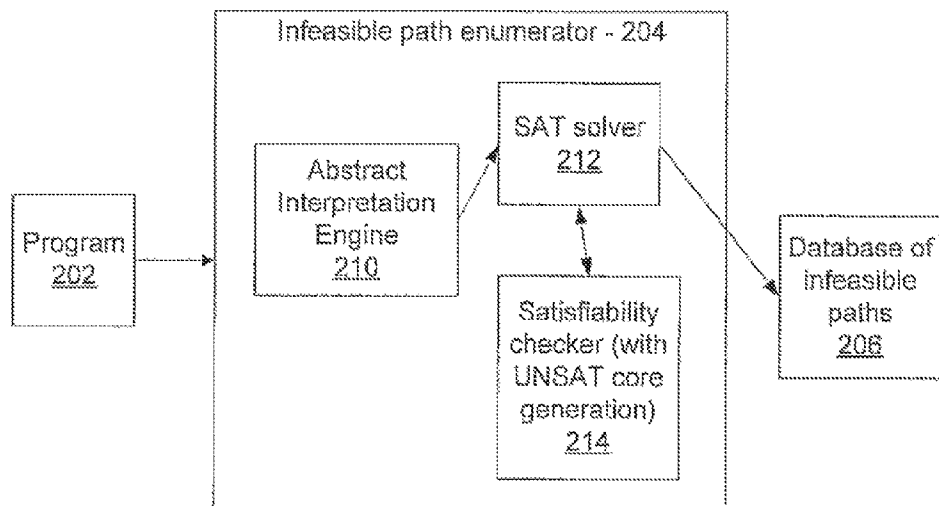 Infeasible path enumerator - 204
Program
202
Abstract
Interpretation
Engine
210
SAT solver
212
Satisfiability
checker (with
UNSAT core
generation)
214
Database of
infeasible
paths
206